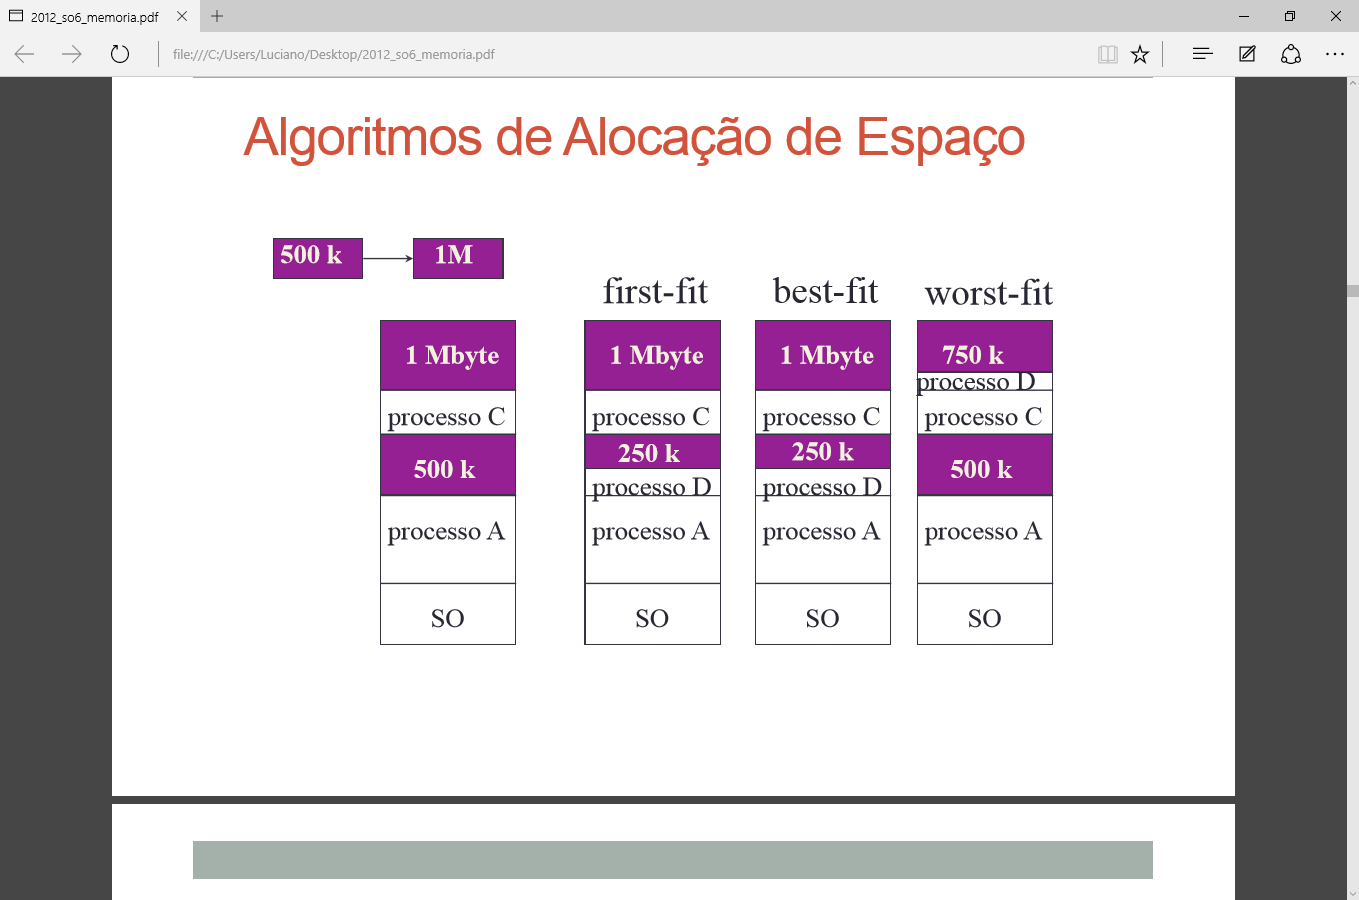 2012_so6_memoria.pdf
file:///C:/Users/Luciano/Desktop/2012_so6_memoria.pdf
Algoritmos de Alocação de Espaço
500 k
1M
1 Mbyte
processo C
500 k
processo A
SO
first-fit
1 Mbyte
processo C
250 k
processo D
processo A
SO
best-fit
1 Mbyte
processo C
250 k
processo D
processo A
SO
worst-fit
750 k
processo D
processo C
500 k
processo A
SO